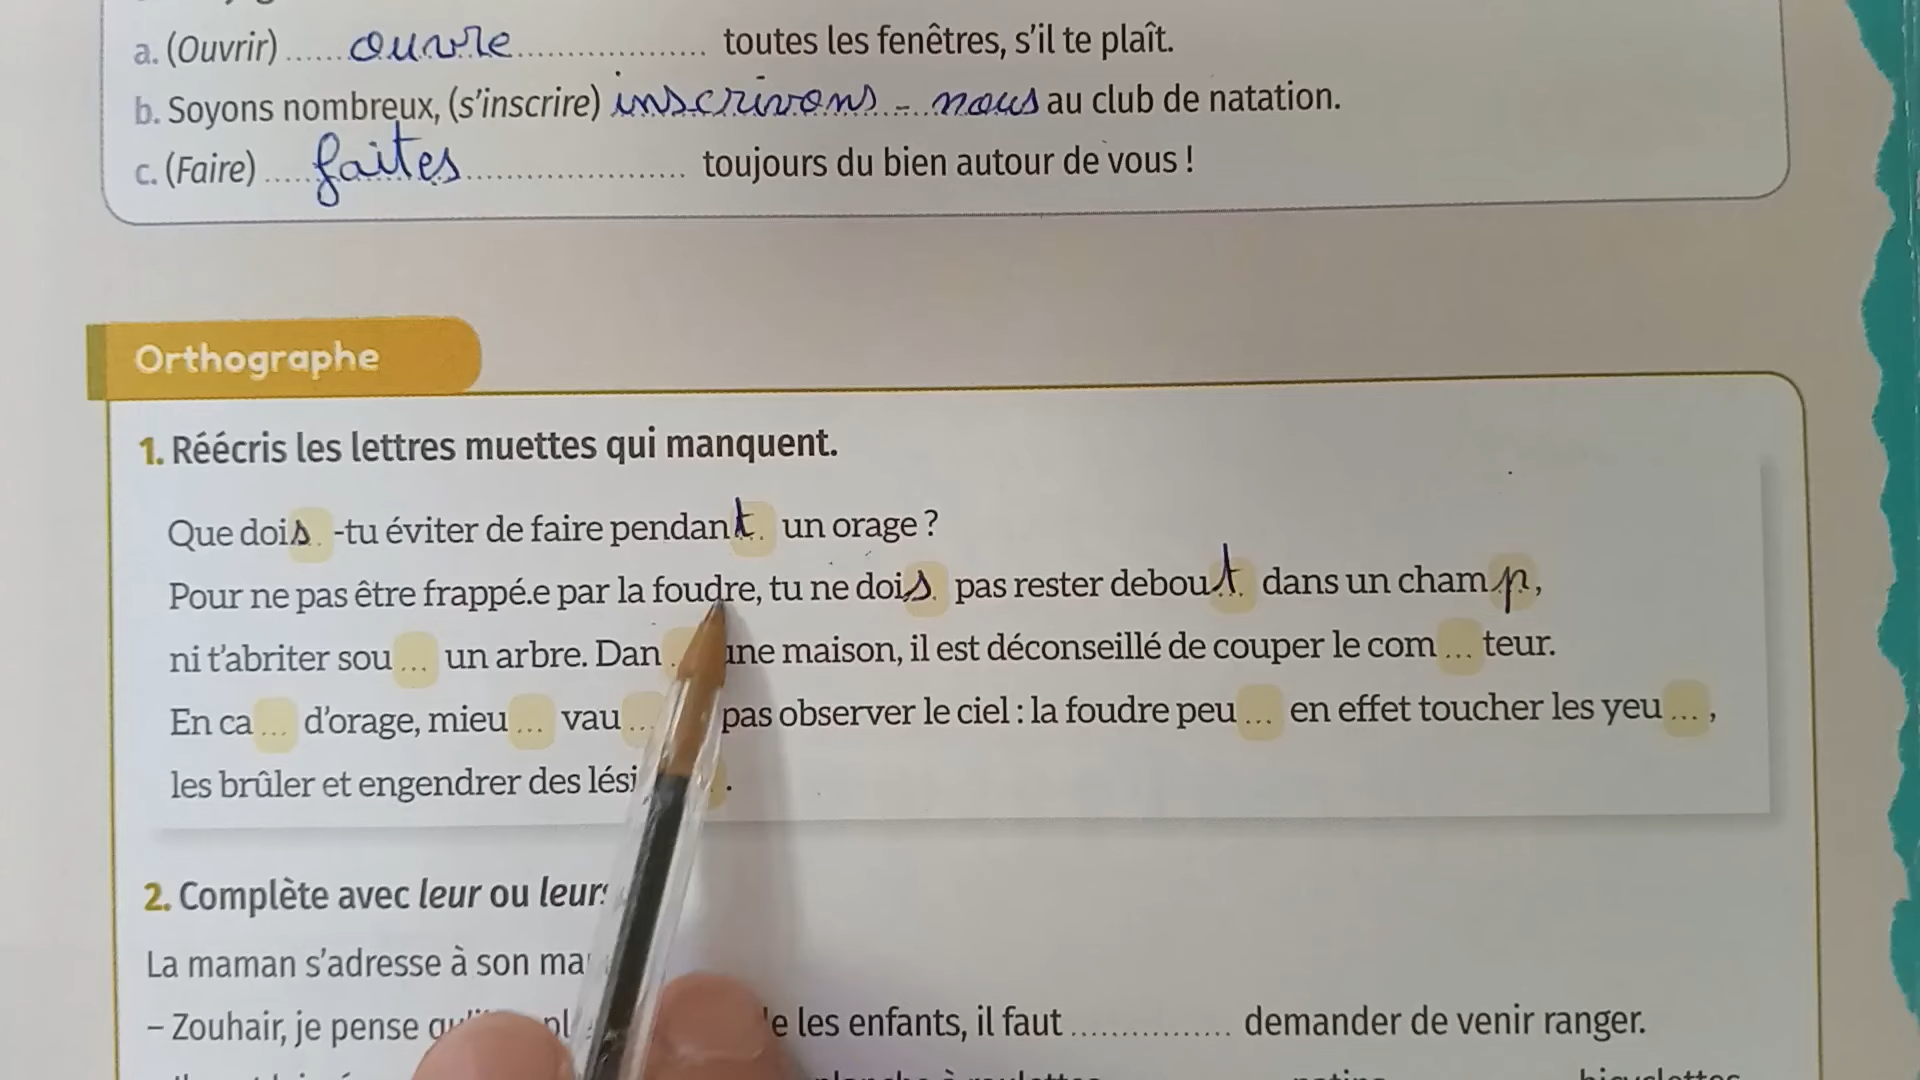 a. (Ouvrir) ...... ouvre ................... toutes les fenêtres, s'il te plaît.
b. Soyons nombreux, (s'inscrire) inscrivons - nous au club de natation.
c. (Faire) .... faites ..................... toujours du bien autour de vous !
Orthographe
1. Réécris les lettres muettes qui manquent.
Que dois -tu éviter de faire pendant un orage ?
Pour ne pas être frappé.e par la foudre, tu ne dois pas rester debout dans un champ,
ni t'abriter sou ... un arbre. Dan une maison, il est déconseillé de couper le com ... teur.
En ca ... d'orage, mieu ... vau ... pas observer le ciel : la foudre peu ... en effet toucher les yeu ... ,
les brûler et engendrer des lési .
2. Complète avec leur ou leurs
La maman s'adresse à son
– Zouhair, je pense les enfants, il faut .............. demander de venir ranger.